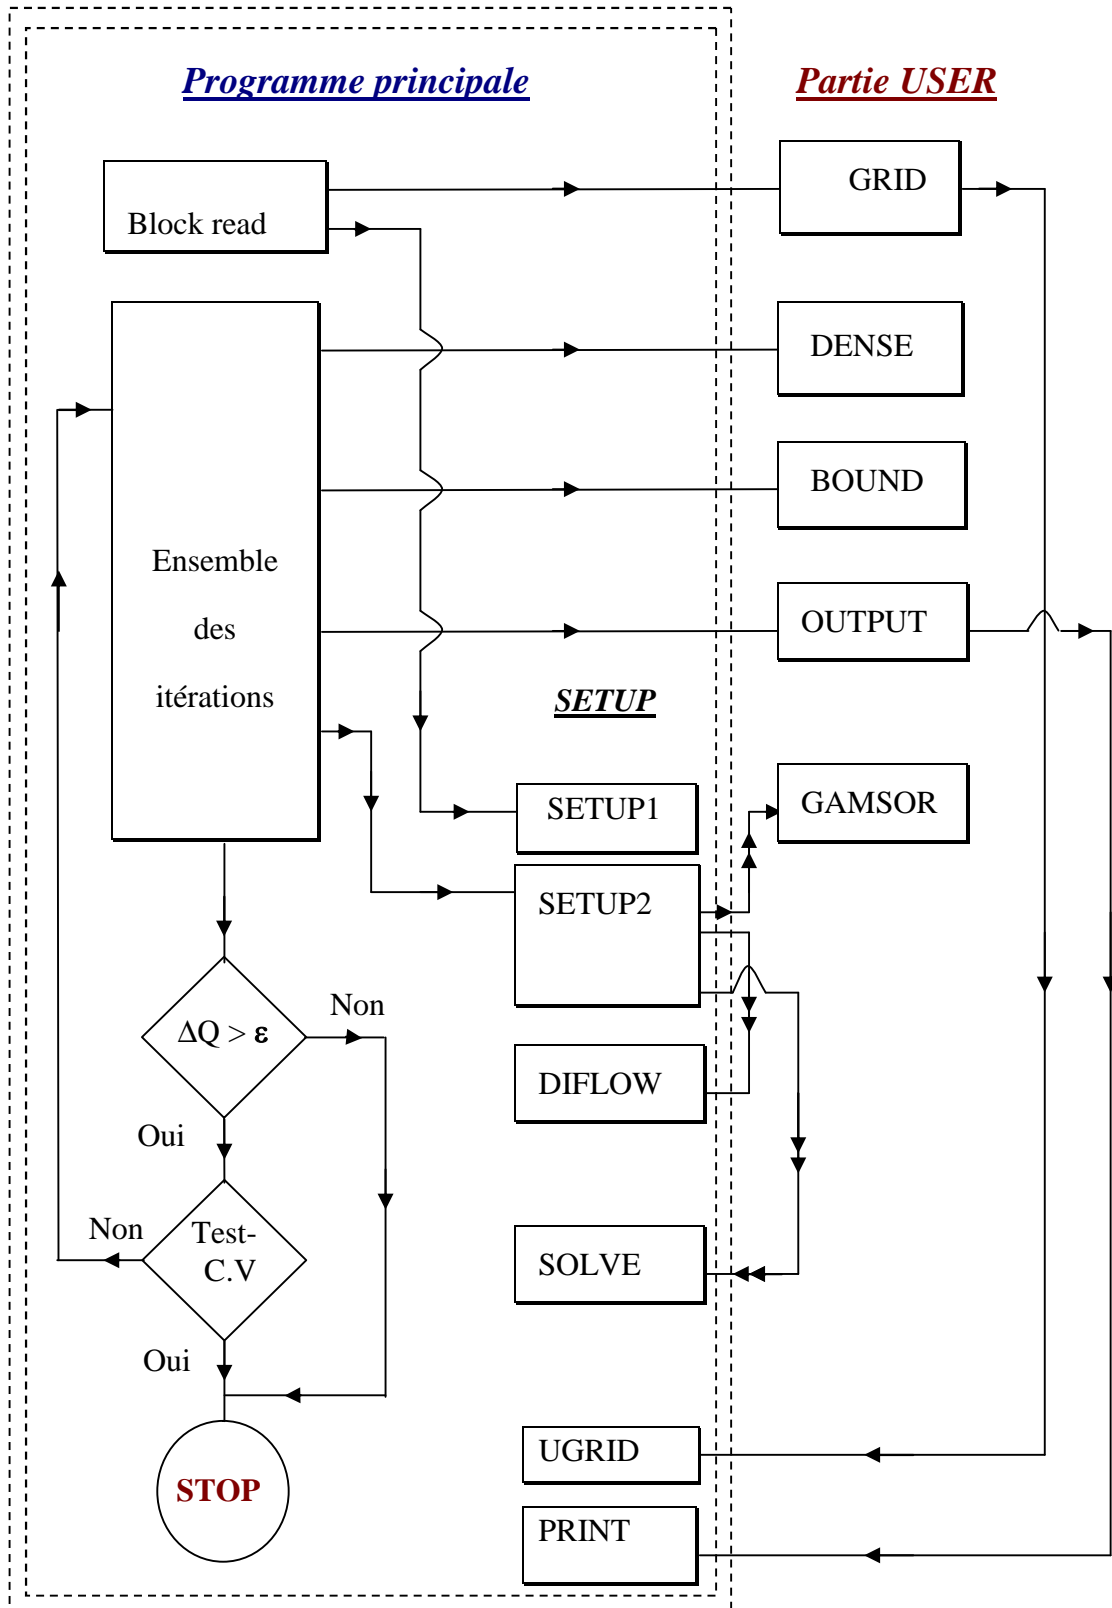 Programme principale
Partie USER
GRID
Block read
DENSE
BOUND
Ensemble
des
itérations
OUTPUT
SETUP
SETUP1
GAMSOR
SETUP2
Non
ΔQ > ε
DIFLOW
Oui
Non
Test-
C.V
SOLVE
Oui
UGRID
STOP
PRINT